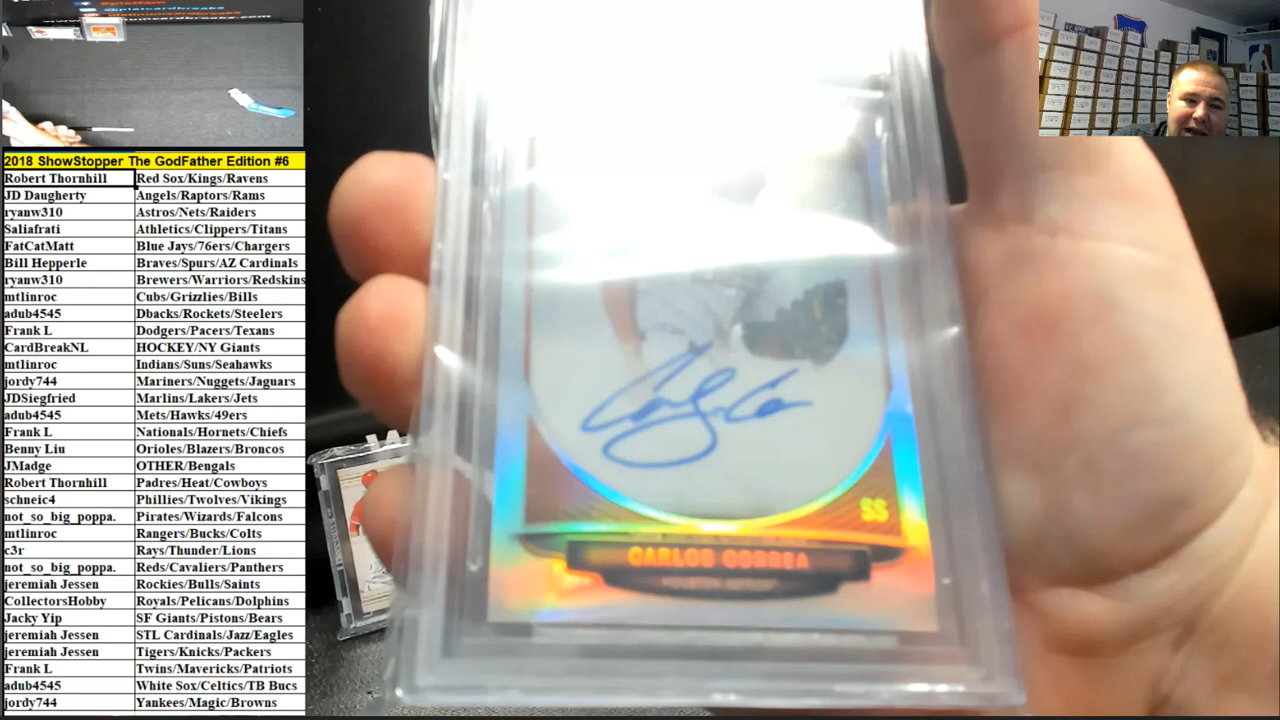 www.platinumcardbreaks.com
2018 ShowStopper The GodFather Edition #6
Robert Thornhill Red Sox/Kings/Ravens
JD Daugherty Angels/Raptors/Rams
ryanw310 Astros/Nets/Raiders
Saliafrati Athletics/Clippers/Titans
FatCatMatt Blue Jays/76ers/Chargers
Bill Hepperle Braves/Spurs/AZ Cardinals
ryanw310 Brewers/Warriors/Redskins
mtlinroc Cubs/Grizzlies/Bills
adub4545 Dbacks/Rockets/Steelers
Frank L Dodgers/Pacers/Texans
CardBreakNL HOCKEY/NY Giants
mtlinroc Indians/Suns/Seahawks
jordy744 Mariners/Nuggets/Jaguars
JDSiegfried Marlins/Lakers/Jets
adub4545 Mets/Hawks/49ers
Frank L Nationals/Hornets/Chiefs
Benny Liu Orioles/Blazers/Broncos
JMadge OTHER/Bengals
Robert Thornhill Padres/Heat/Cowboys
schneic4 Phillies/Twolves/Vikings
not_so_big_poppa. Pirates/Wizards/Falcons
mtlinroc Rangers/Bucks/Colts
c3r Rays/Thunder/Lions
not_so_big_poppa. Reds/Cavaliers/Panthers
jeremiah Jessen Rockies/Bulls/Saints
CollectorsHobby Royals/Pelicans/Dolphins
Jacky Yip SF Giants/Pistons/Bears
jeremiah Jessen STL Cardinals/Jazz/Eagles
jeremiah Jessen Tigers/Knicks/Packers
Frank L Twins/Mavericks/Patriots
adub4545 White Sox/Celtics/TB Bucs
jordy744 Yankees/Magic/Browns
SS
CARLOS CORREA
HOUSTON ASTROS